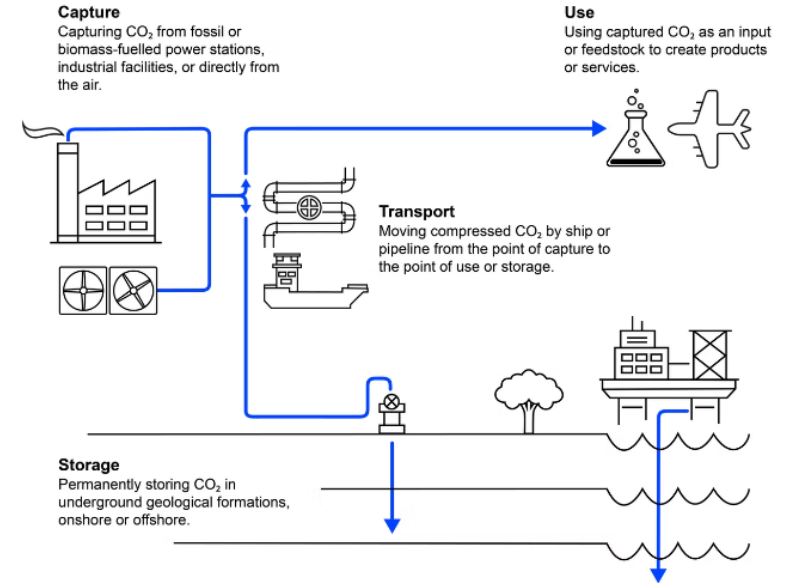 Capture
Capturing CO₂ from fossil or
biomass-fuelled power stations,
industrial facilities, or directly from
the air.
Use
Using captured CO₂ as an input
or feedstock to create products
or services.
Transport
Moving compressed CO₂ by ship or
pipeline from the point of capture to
the point of use or storage.
Storage
Permanently storing CO₂ in
underground geological formations,
onshore or offshore.